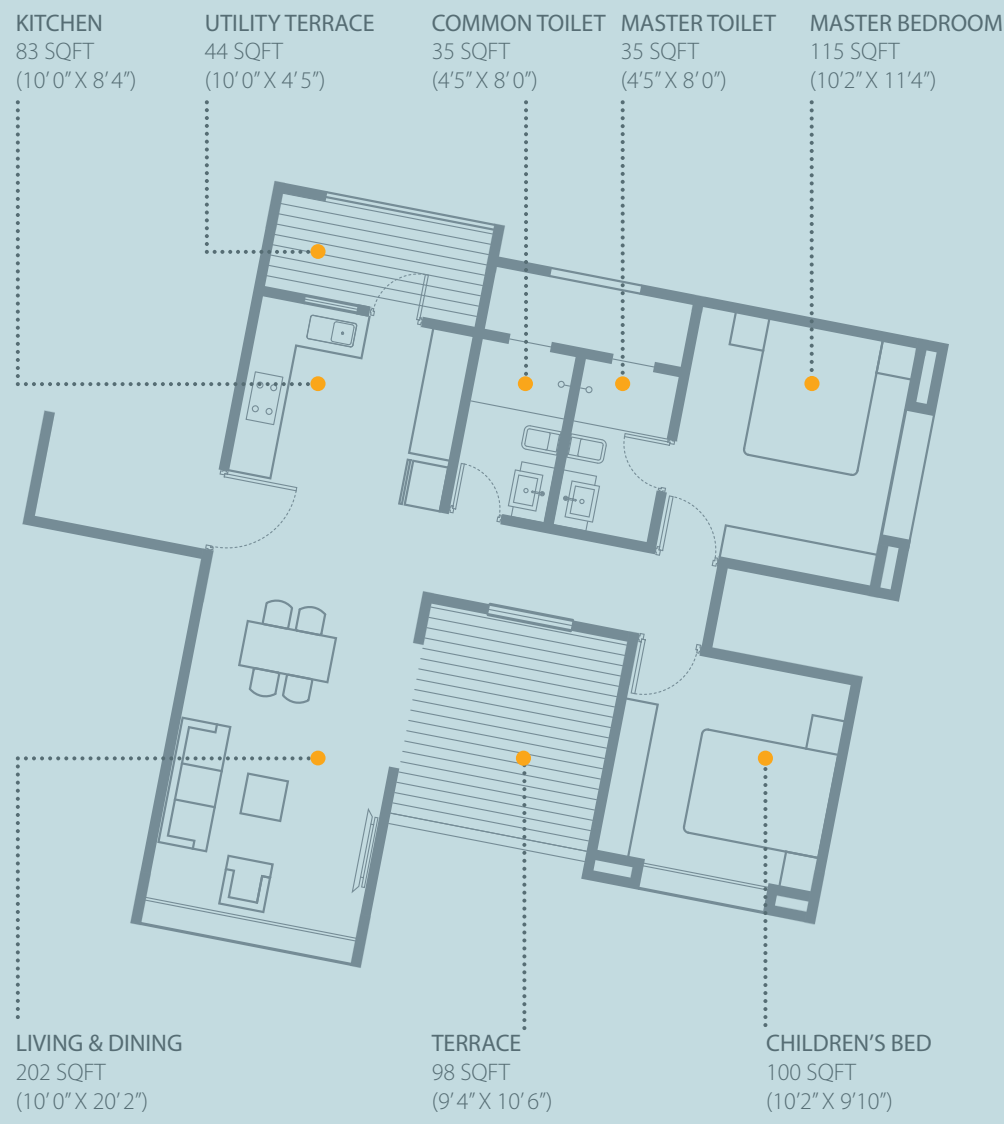 KITCHEN
83 SQFT
(10' 0" X 8' 4")
UTILITY TERRACE
44 SQFT
(10' 0" X 4'5")
COMMON TOILET
35 SQFT
(4'5" X 8'0")
MASTER TOILET
35 SQFT
(4'5" X 8'0")
MASTER BEDROOM
115 SQFT
(10'2" X 11'4")
LIVING & DINING
202 SQFT
(10' 0" X 20'2")
TERRACE
98 SQFT
(9'4" X 10'6")
CHILDREN'S BED
100 SQFT
(10'2" X 9'10")